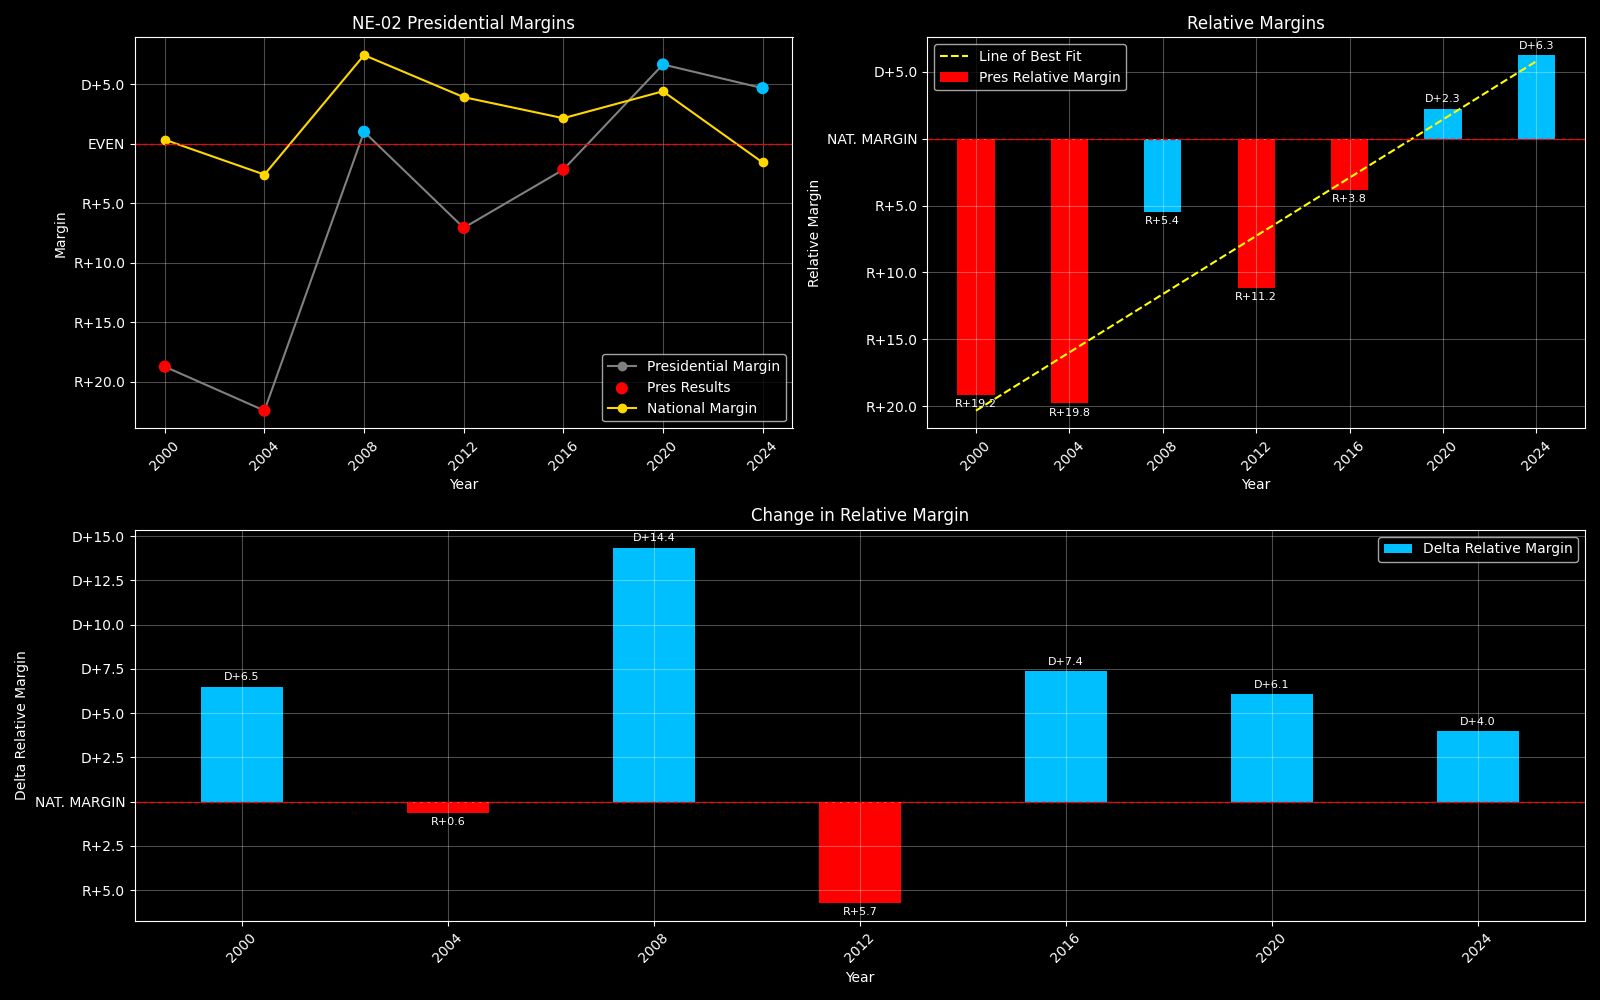 NE-02 Presidential Margins
D+5.0
EVEN
R+5.0
R+10.0
R+15.0
R+20.0
Margin
2000
2004
2008
2012
2016
2020
2024
Year
Presidential Margin
Pres Results
National Margin
Relative Margins
Line of Best Fit
Pres Relative Margin
D+5.0
NAT. MARGIN
R+5.0
R+10.0
R+15.0
R+20.0
Relative Margin
R+19.2
R+19.8
R+5.4
R+11.2
R+3.8
D+2.3
D+6.3
2000
2004
2008
2012
2016
2020
2024
Year
Change in Relative Margin
Delta Relative Margin
D+15.0
D+12.5
D+10.0
D+7.5
D+5.0
D+2.5
NAT. MARGIN
R+2.5
R+5.0
Delta Relative Margin
D+6.5
R+0.6
D+14.4
R+5.7
D+7.4
D+6.1
D+4.0
2000
2004
2008
2012
2016
2020
2024
Year